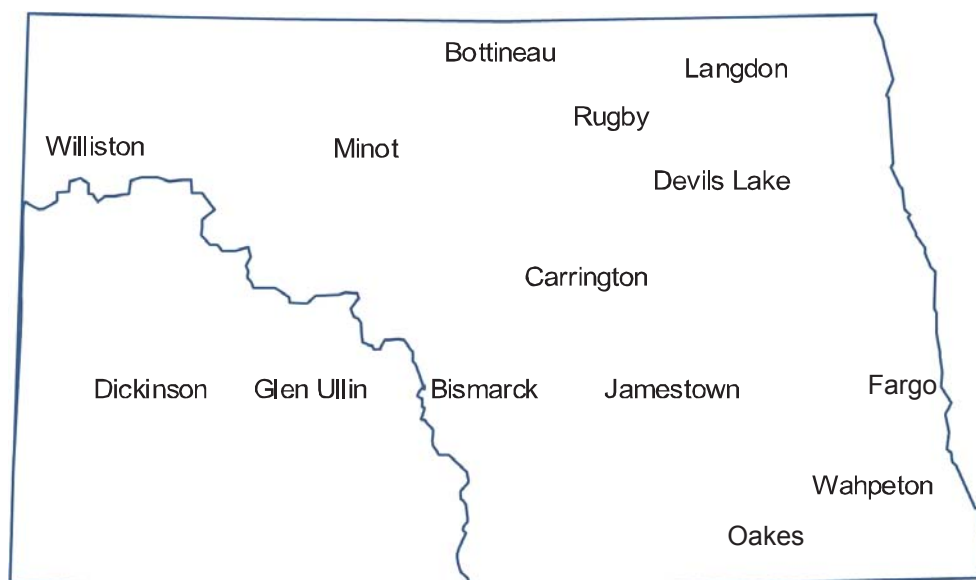 Bottineau
Langdon
Rugby
Williston
Minot
Devils Lake
Carrington
Dickinson
Glen Ullin
Bismarck
Jamestown
Fargo
Wahpeton
Oakes